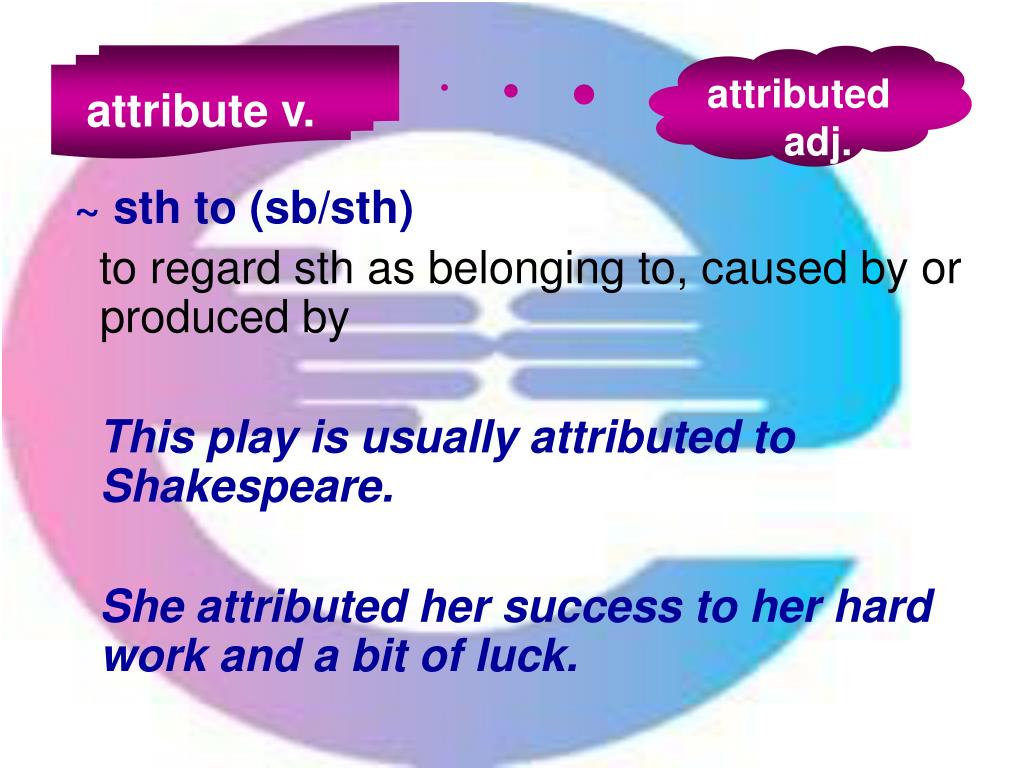 attribute v.
attributed
adj.
~ sth to (sb/sth)
to regard sth as belonging to, caused by or
produced by
This play is usually attributed to
Shakespeare.
She attributed her success to her hard
work and a bit of luck.